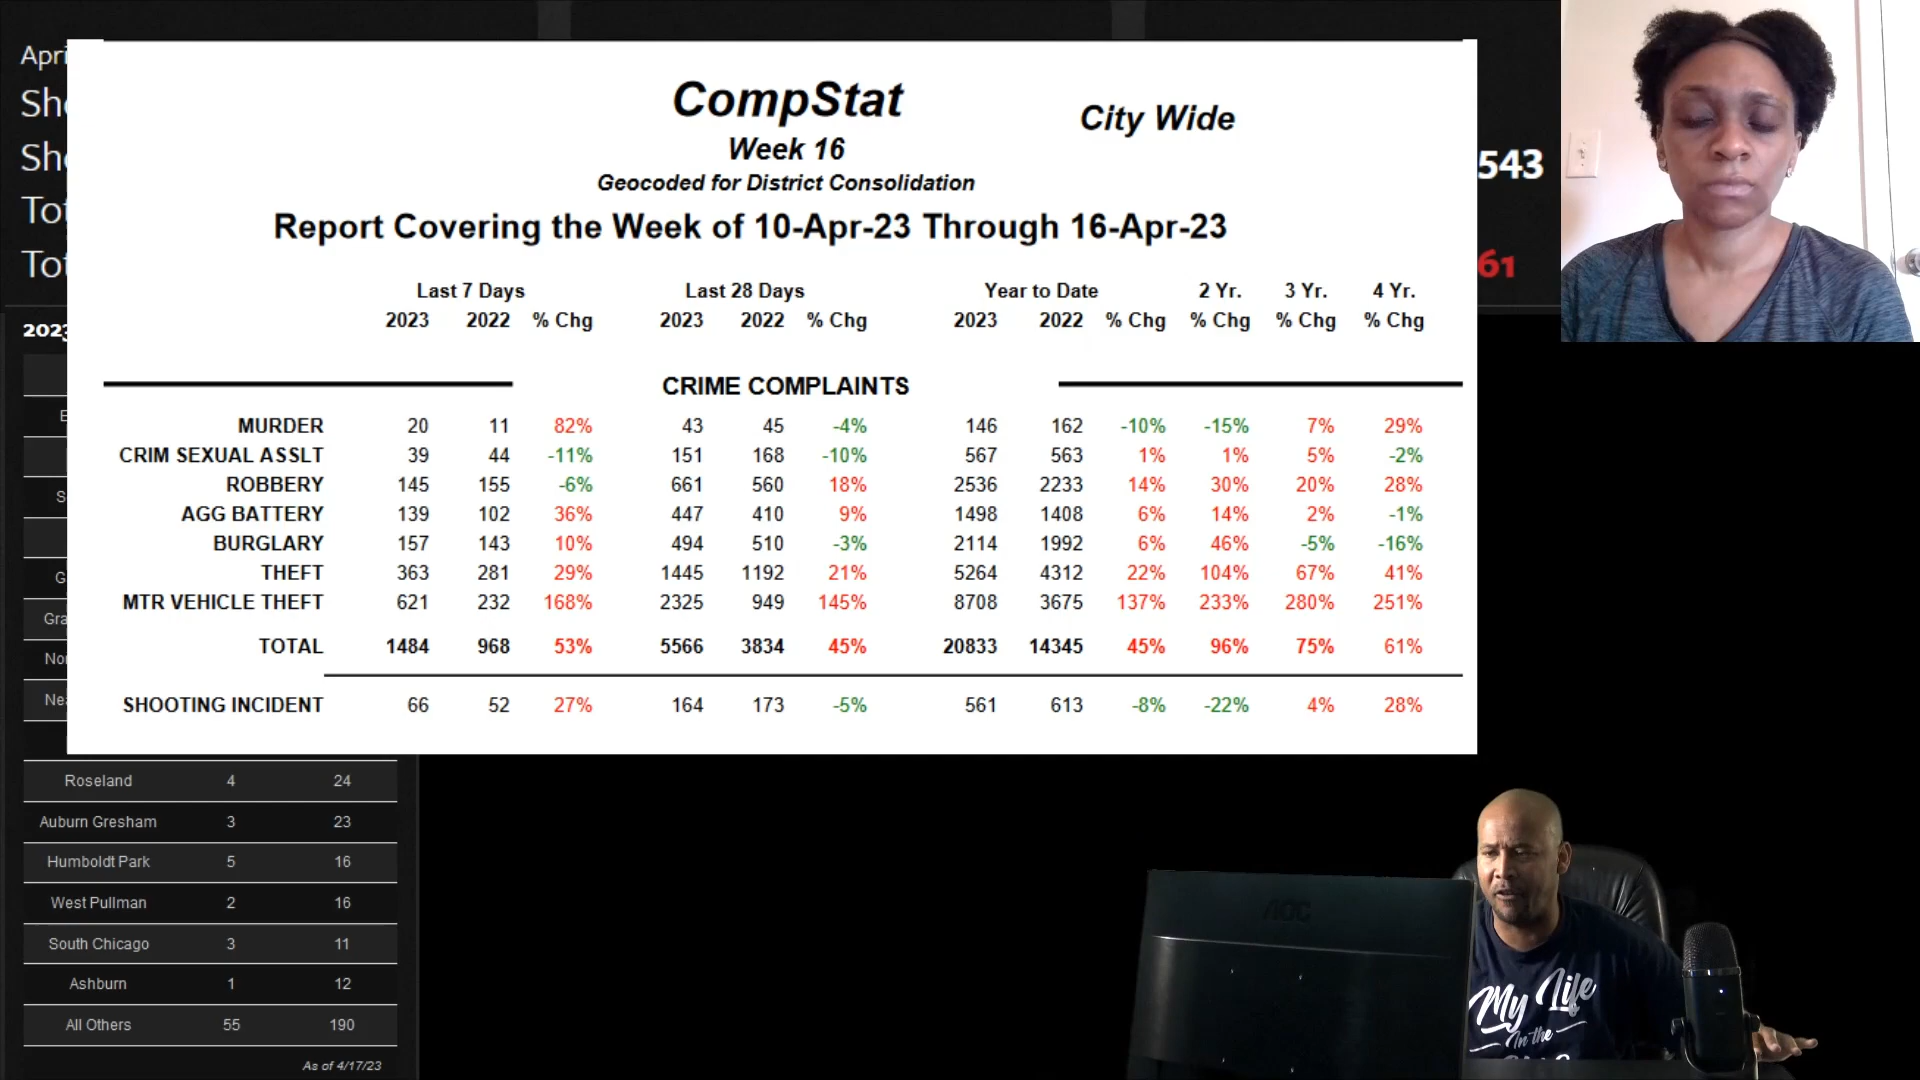 April
Sh
Sh
Tot
Tot
543
61
2023
CompStat
City Wide
Week 16
Geocoded for District Consolidation
Report Covering the Week of 10-Apr-23 Through 16-Apr-23
Last 7 Days Last 28 Days Year to Date 2 Yr. 3 Yr. 4 Yr.
2023 2022 % Chg 2023 2022 % Chg 2023 2022 % Chg % Chg % Chg % Chg
CRIME COMPLAINTS
MURDER 20 11 82% 43 45 -4% 146 162 -10% -15% 7% 29%
CRIM SEXUAL ASSLT 39 44 -11% 151 168 -10% 567 563 1% 1% 5% -2%
ROBBERY 145 155 -6% 661 560 18% 2536 2233 14% 30% 20% 28%
AGG BATTERY 139 102 36% 447 410 9% 1498 1408 6% 14% 2% -1%
BURGLARY 157 143 10% 494 510 -3% 2114 1992 6% 46% -5% -16%
THEFT 363 281 29% 1445 1192 21% 5264 4312 22% 104% 67% 41%
MTR VEHICLE THEFT 621 232 168% 2325 949 145% 8708 3675 137% 233% 280% 251%
TOTAL 1484 968 53% 5566 3834 45% 20833 14345 45% 96% 75% 61%
SHOOTING INCIDENT 66 52 27% 164 173 -5% 561 613 -8% -22% 4% 28%
Roseland 4 24
Auburn Gresham 3 23
Humboldt Park 5 16
West Pullman 2 16
South Chicago 3 11
Ashburn 1 12
All Others 55 190
As of 4/17/23
AOC
My Life
In the